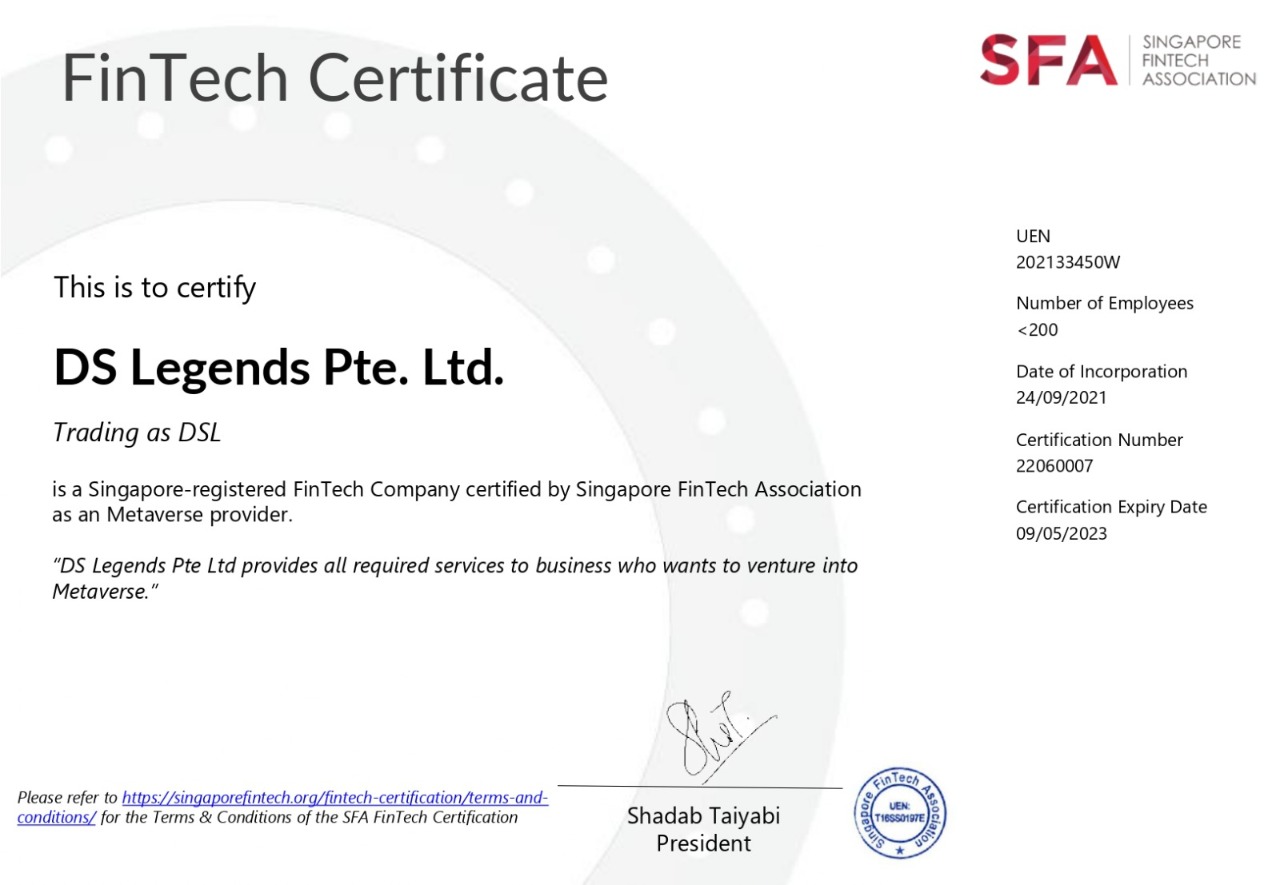 FinTech Certificate
SFA
SINGAPORE
FINTECH
ASSOCIATION
This is to certify
DS Legends Pte. Ltd.
Trading as DSL
is a Singapore-registered FinTech Company certified by Singapore FinTech Association
as an Metaverse provider.
"DS Legends Pte Ltd provides all required services to business who wants to venture into
Metaverse."
UEN
202133450W
Number of Employees
<200
Date of Incorporation
24/09/2021
Certification Number
22060007
Certification Expiry Date
09/05/2023
Please refer to https://singaporefintech.org/fintech-certification/terms-and-
conditions/ for the Terms & Conditions of the SFA FinTech Certification
Shadab Taiyabi
President
Singapore FinTech Association
UEN:
T16SS0197E